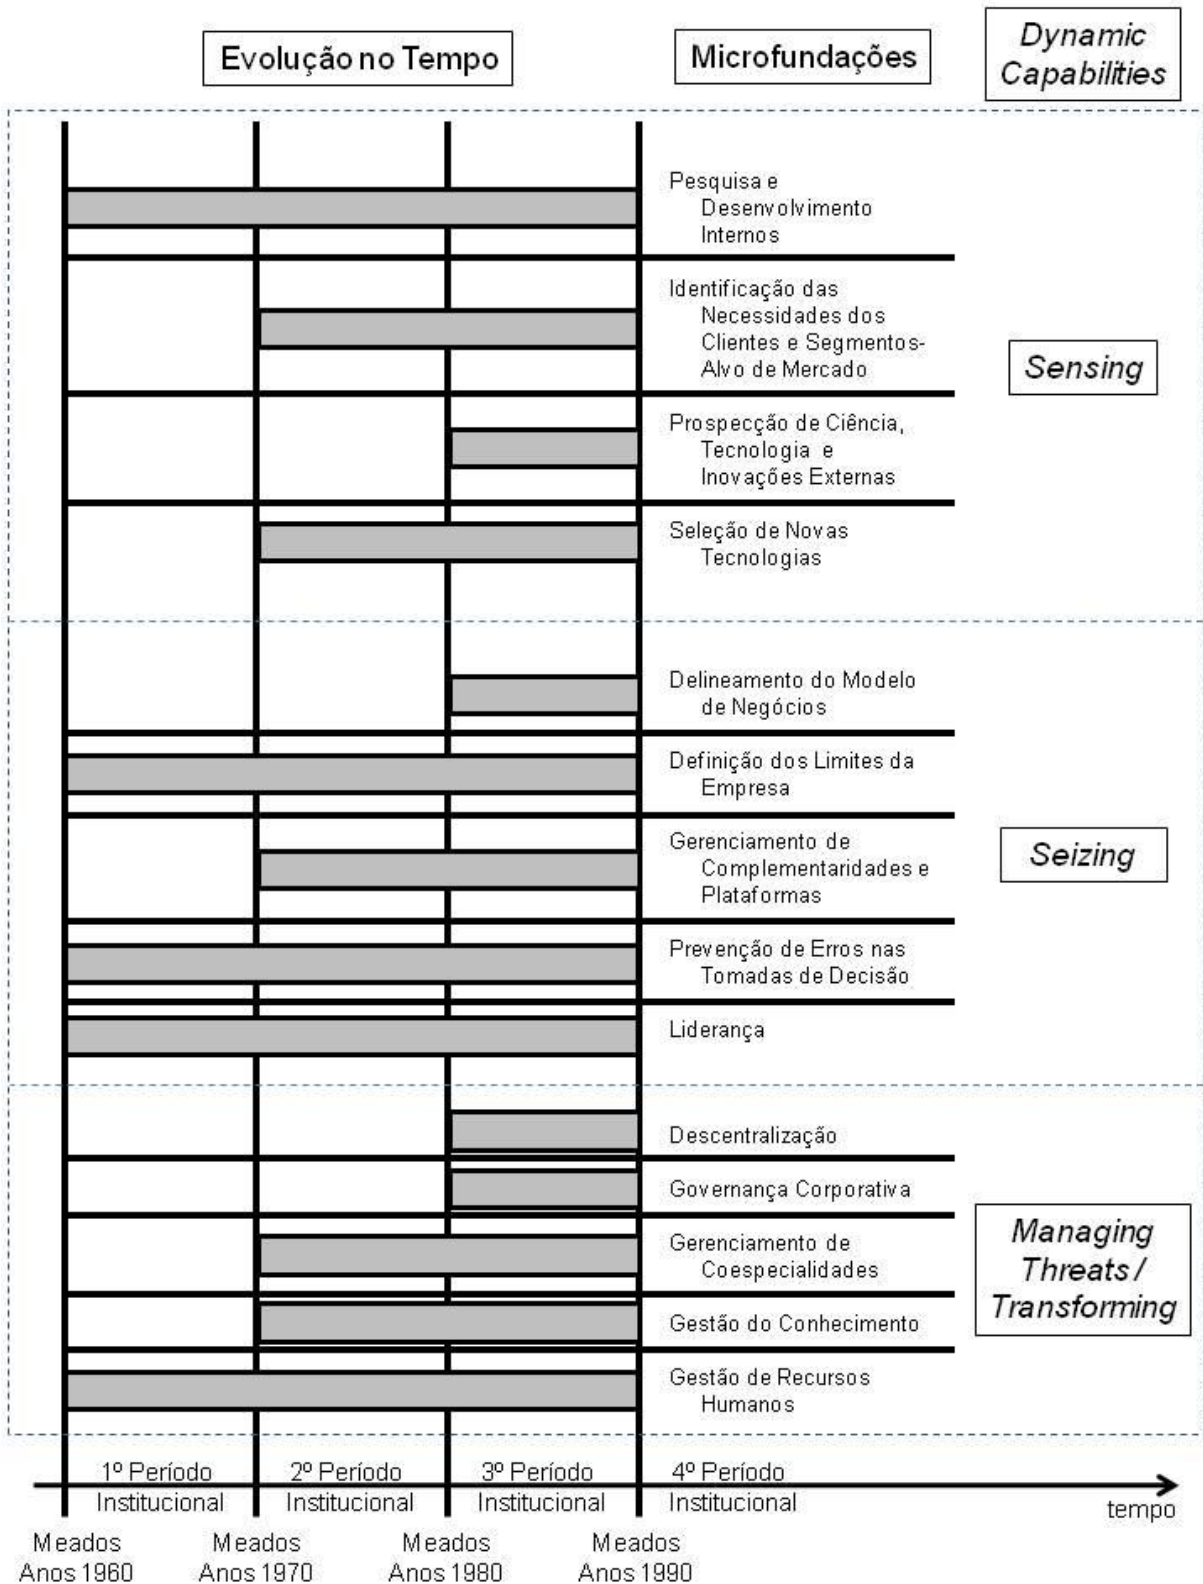 Evolução no Tempo
Microfundações
Dynamic
Capabilities
Pesquisa e
Desenvolvimento
Internos
Identificação das
Necessidades dos
Clientes e Segmentos-
Alvo de Mercado
Prospecção de Ciência,
Tecnologia e
Inovações Externas
Seleção de Novas
Tecnologias
Sensing
Delineamento do Modelo
de Negócios
Definição dos Limites da
Empresa
Gerenciamento de
Complementaridades e
Plataformas
Prevenção de Erros nas
Tomadas de Decisão
Liderança
Seizing
Descentralização
Governança Corporativa
Gerenciamento de
Coespecialidades
Gestão do Conhecimento
Gestão de Recursos
Humanos
Managing
Threats /
Transforming
1º Período
Institucional
2º Período
Institucional
3º Período
Institucional
4º Período
Institucional
tempo
Meados
Anos 1960
Meados
Anos 1970
Meados
Anos 1980
Meados
Anos 1990